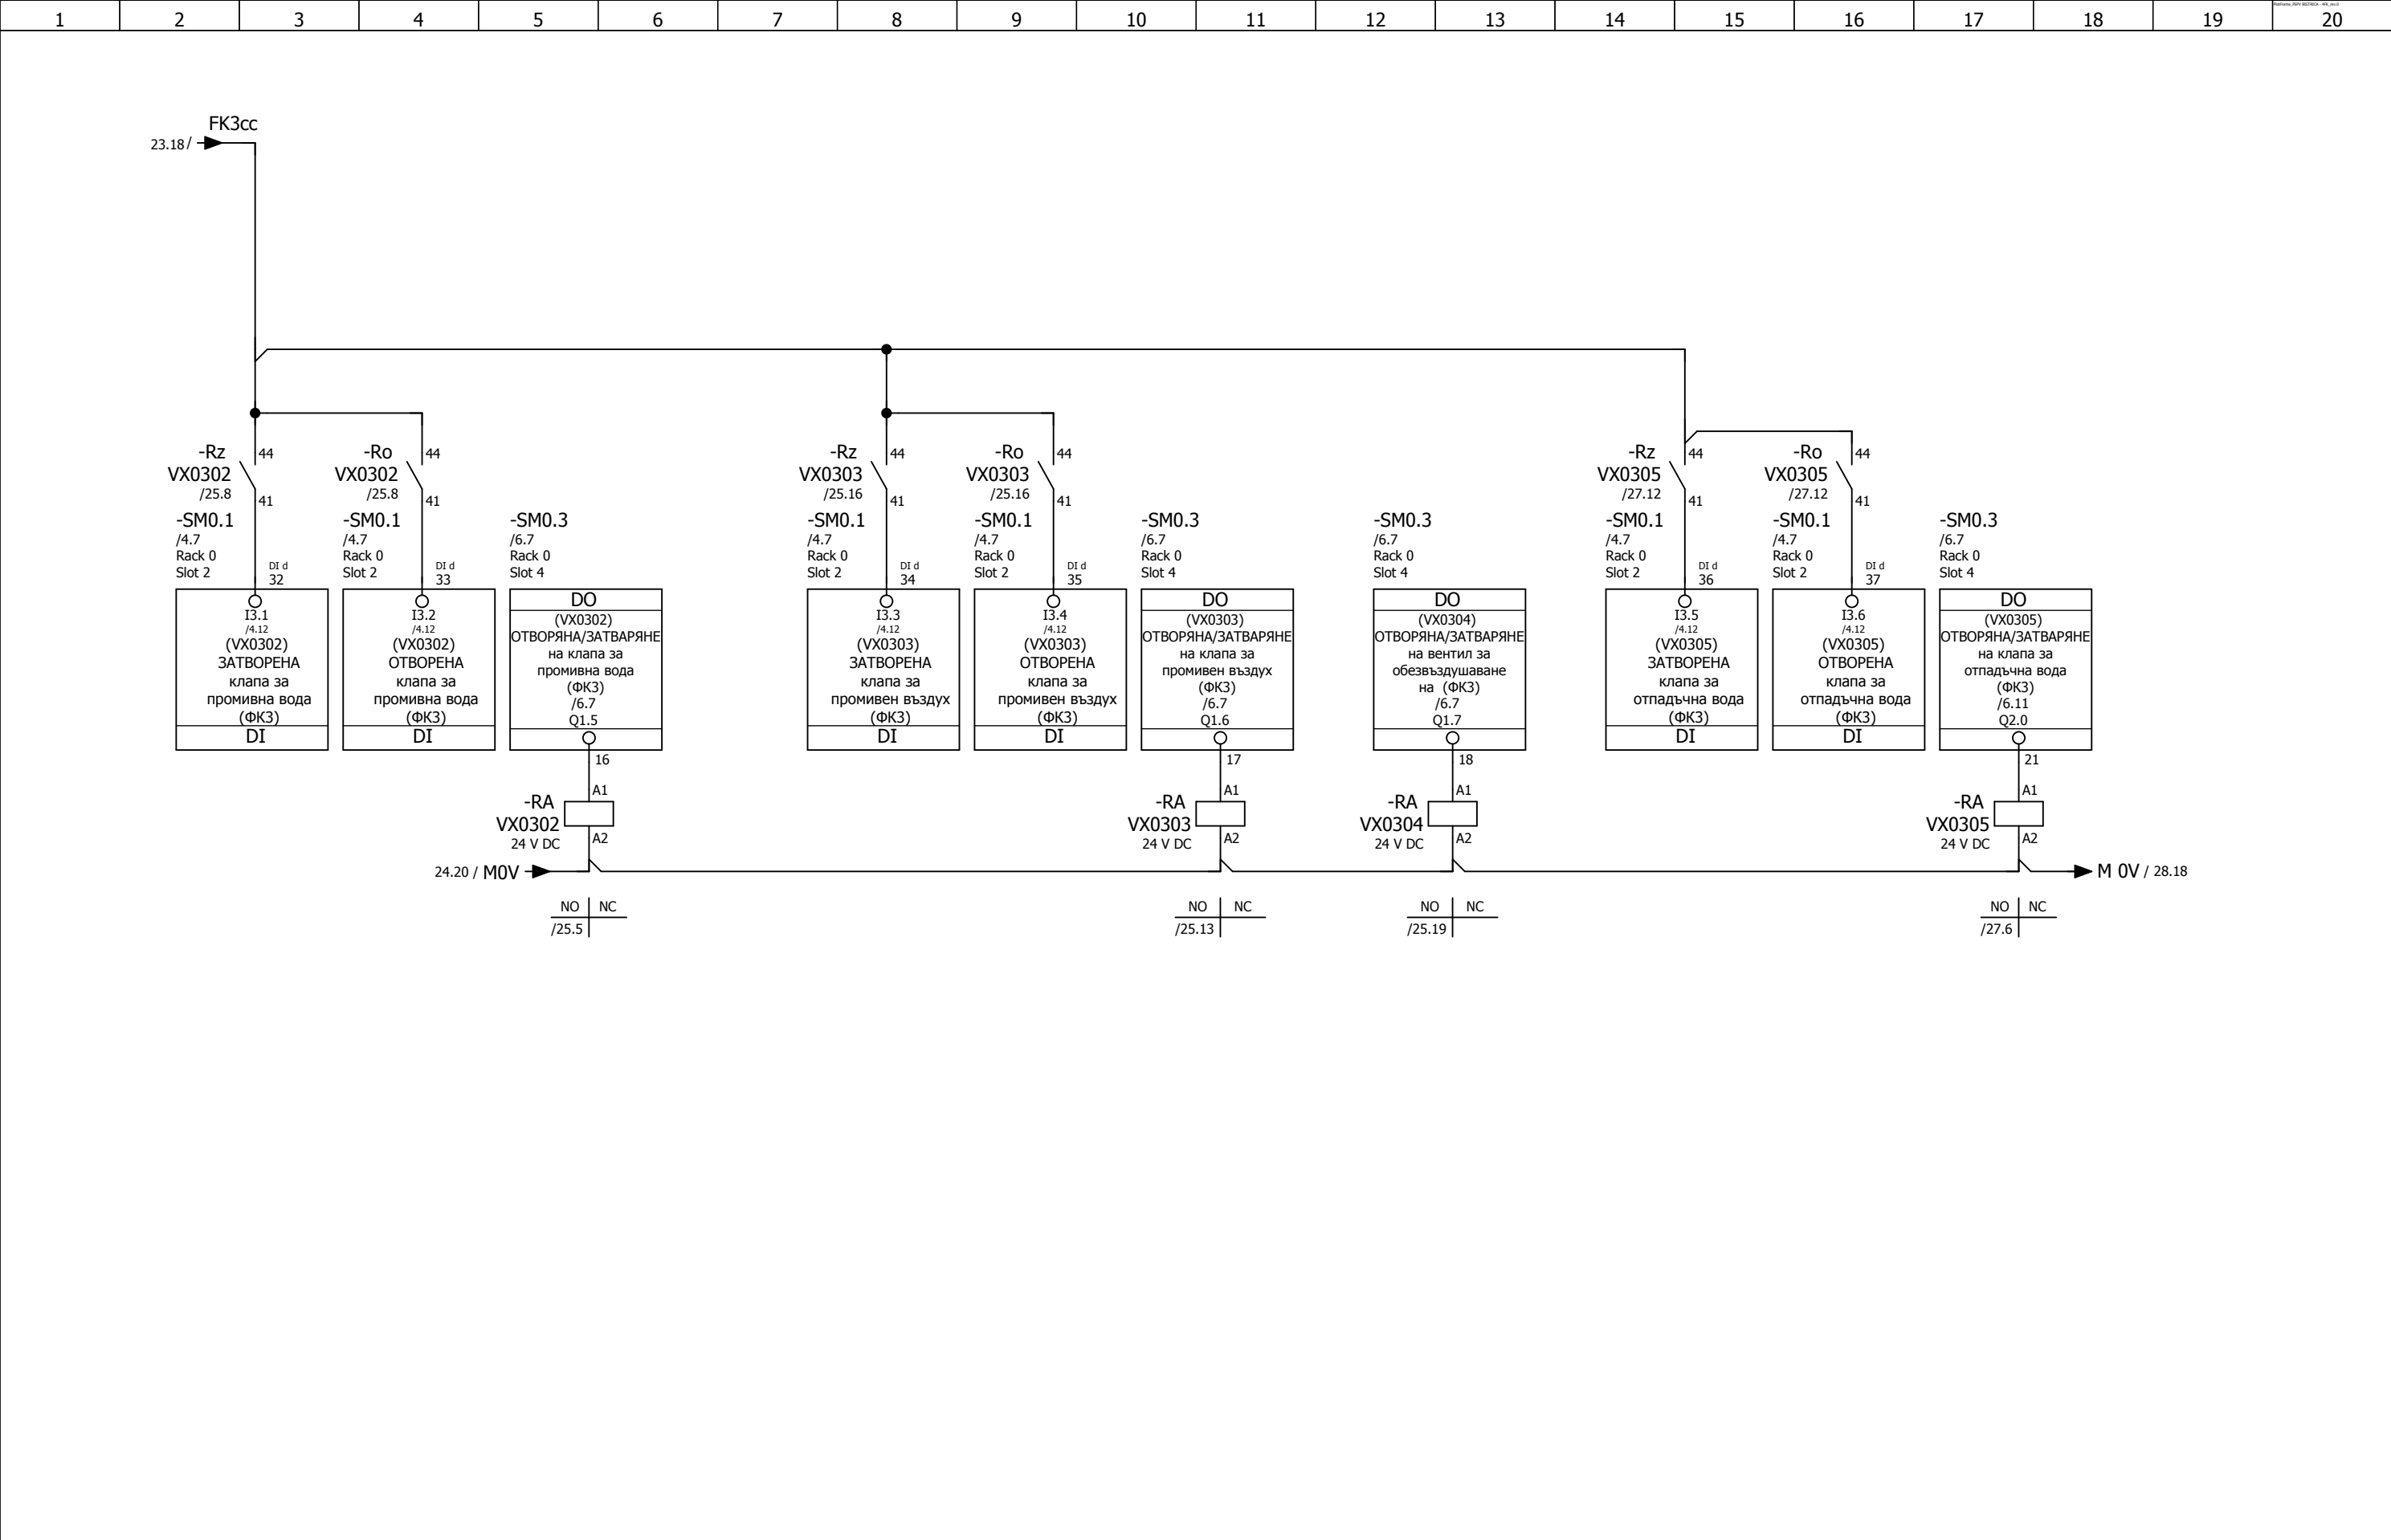 1 2 3 4 5 6 7 8 9 10 11 12 13 14 15 16 17 18 19 20
FK3cc
23.18 /
-Rz
VX0302
/25.8
44
41
-SM0.1
/4.7
Rack 0
Slot 2
DI d
32
I3.1
/4.12
(VX0302)
ЗАТВОРЕНА
клапа за
промивна вода
(ФК3)
DI
-Ro
VX0302
/25.8
44
41
-SM0.1
/4.7
Rack 0
Slot 2
DI d
33
I3.2
/4.12
(VX0302)
ОТВОРЕНА
клапа за
промивна вода
(ФК3)
DI
-SM0.3
/6.7
Rack 0
Slot 4
DO
(VX0302)
ОТВОРЯНА/ЗАТВАРЯНЕ
на клапа за
промивна вода
(ФК3)
/6.7
Q1.5
16
-RA
VX0302
24 V DC
A1
A2
-Rz
VX0303
/25.16
44
41
-SM0.1
/4.7
Rack 0
Slot 2
DI d
34
I3.3
/4.12
(VX0303)
ЗАТВОРЕНА
клапа за
промивен въздух
(ФК3)
DI
-Ro
VX0303
/25.16
44
41
-SM0.1
/4.7
Rack 0
Slot 2
DI d
35
I3.4
/4.12
(VX0303)
ОТВОРЕНА
клапа за
промивен въздух
(ФК3)
DI
-SM0.3
/6.7
Rack 0
Slot 4
DO
(VX0303)
ОТВОРЯНА/ЗАТВАРЯНЕ
на клапа за
промивен въздух
(ФК3)
/6.7
Q1.6
17
-RA
VX0303
24 V DC
A1
A2
-SM0.3
/6.7
Rack 0
Slot 4
DO
(VX0304)
ОТВОРЯНА/ЗАТВАРЯНЕ
на вентил за
обезвъздушаване
на (ФК3)
/6.7
Q1.7
18
-RA
VX0304
24 V DC
A1
A2
-Rz
VX0305
/27.12
44
41
-SM0.1
/4.7
Rack 0
Slot 2
DI d
36
I3.5
/4.12
(VX0305)
ЗАТВОРЕНА
клапа за
отпадъчна вода
(ФК3)
DI
-Ro
VX0305
/27.12
44
41
-SM0.1
/4.7
Rack 0
Slot 2
DI d
37
I3.6
/4.12
(VX0305)
ОТВОРЕНА
клапа за
отпадъчна вода
(ФК3)
DI
-SM0.3
/6.7
Rack 0
Slot 4
DO
(VX0305)
ОТВОРЯНА/ЗАТВАРЯНЕ
на клапа за
отпадъчна вода
(ФК3)
/6.11
Q2.0
21
-RA
VX0305
24 V DC
A1
A2
24.20 / M0V
M 0V / 28.18
NO NC
/25.5
NO NC
/25.13
NO NC
/25.19
NO NC
/27.6